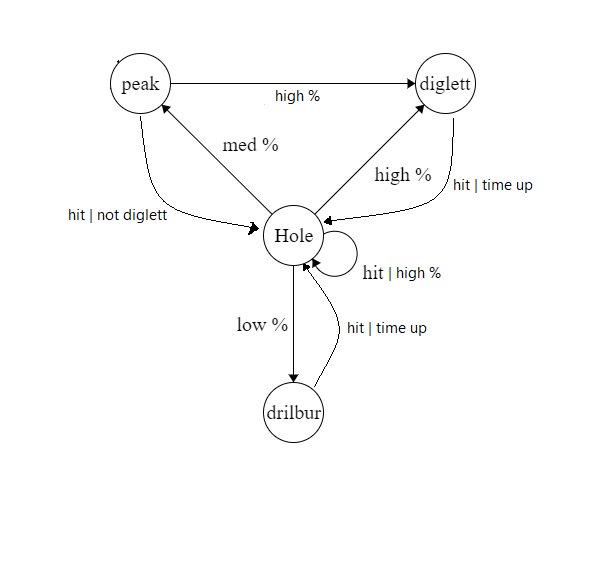 peak
diglett
high %
med %
high %
hit | time up
hit | not diglett
Hole
hit | high %
low %
hit | time up
drilbur